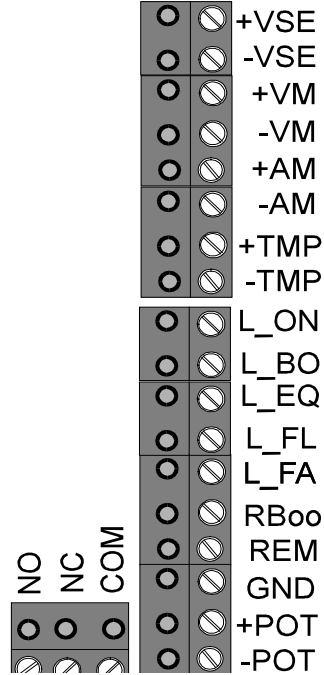 +VSE
-VSE
+VM
-VM
+AM
-AM
+TMP
-TMP
L_ON
L_BO
L_EQ
L_FL
L_FA
RBoo
REM
GND
+POT
-POT
NO
NC
COM